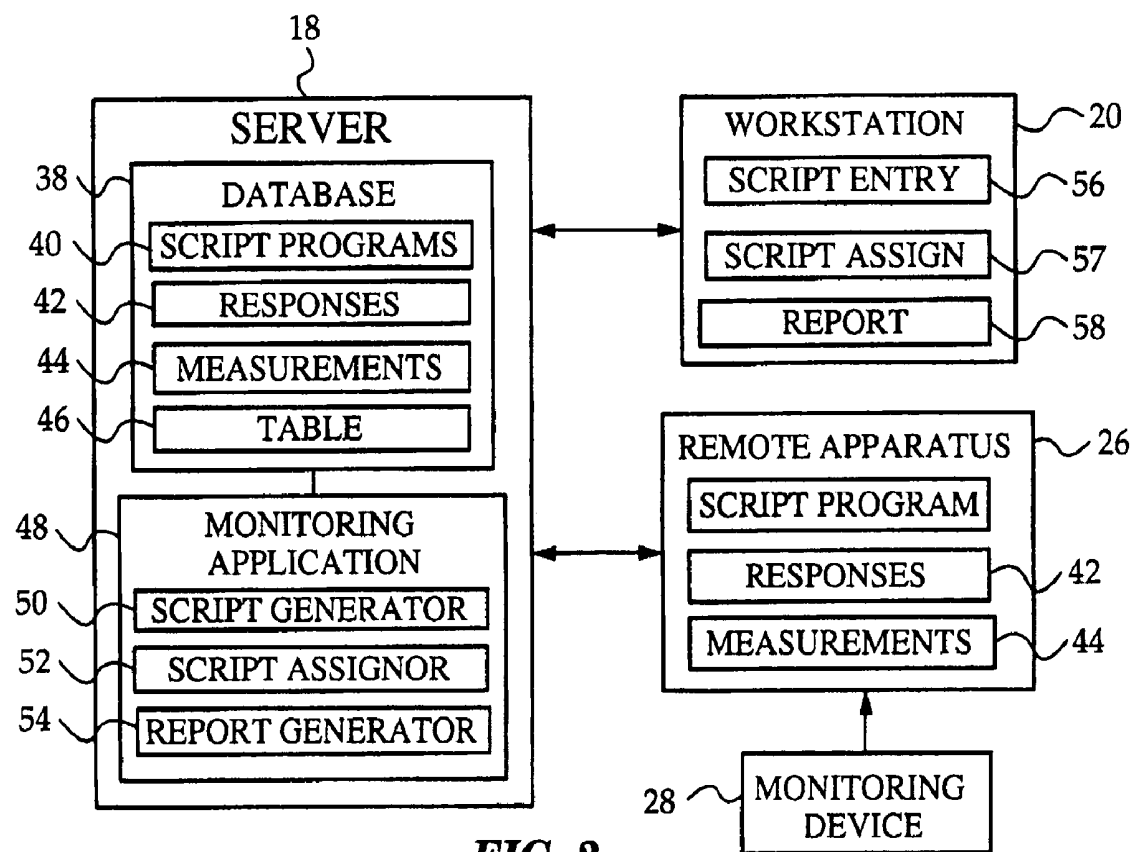 18
SERVER
38
DATABASE
40
SCRIPT PROGRAMS
42
RESPONSES
44
MEASUREMENTS
46
TABLE
48
MONITORING
APPLICATION
50
SCRIPT GENERATOR
52
SCRIPT ASSIGNOR
54
REPORT GENERATOR
WORKSTATION
20
SCRIPT ENTRY
56
SCRIPT ASSIGN
57
REPORT
58
REMOTE APPARATUS
26
SCRIPT PROGRAM
RESPONSES
42
MEASUREMENTS
44
28
MONITORING
DEVICE
FIG.